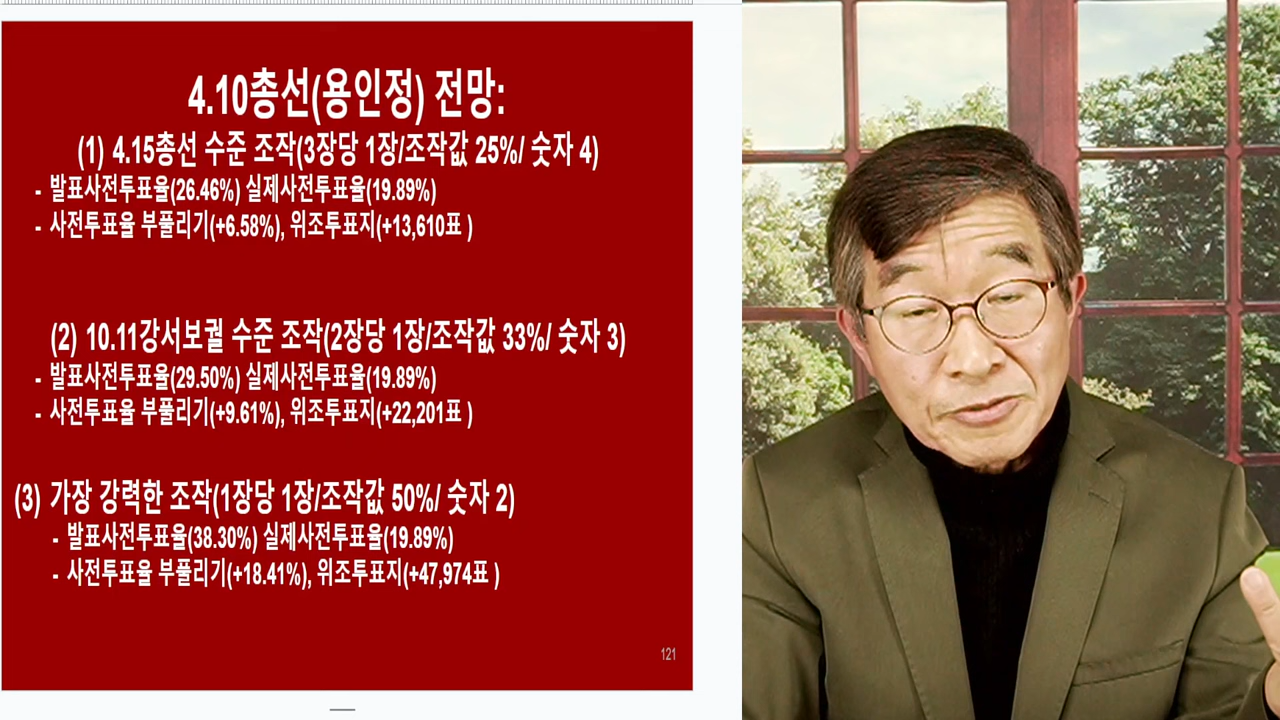 4.10총선(용인정) 전망:
(1) 4.15총선 수준 조작(3장당 1장/조작값 25%/ 숫자 4)
- 발표사전투표율(26.46%) 실제사전투표율(19.89%)
- 사전투표율 부풀리기(+6.58%), 위조투표지(+13,610표 )
(2) 10.11강서보궐 수준 조작(2장당 1장/조작값 33%/ 숫자 3)
- 발표사전투표율(29.50%) 실제사전투표율(19.89%)
- 사전투표율 부풀리기(+9.61%), 위조투표지(+22,201표 )
(3) 가장 강력한 조작(1장당 1장/조작값 50%/ 숫자 2)
- 발표사전투표율(38.30%) 실제사전투표율(19.89%)
- 사전투표율 부풀리기(+18.41%), 위조투표지(+47,974표 )
121